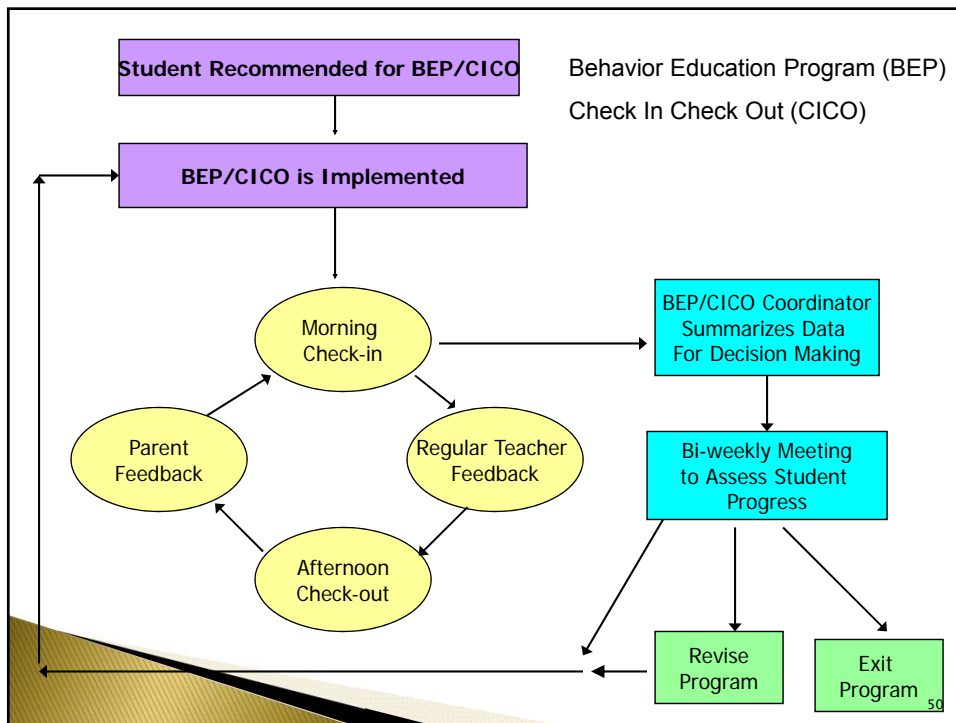 Student Recommended for BEP/CICO
Behavior Education Program (BEP)
Check In Check Out (CICO)
BEP/CICO is Implemented
Morning
Check-in
BEP/CICO Coordinator
Summarizes Data
For Decision Making
Parent
Feedback
Regular Teacher
Feedback
Bi-weekly Meeting
to Assess Student
Progress
Afternoon
Check-out
Revise
Program
Exit
Program
50